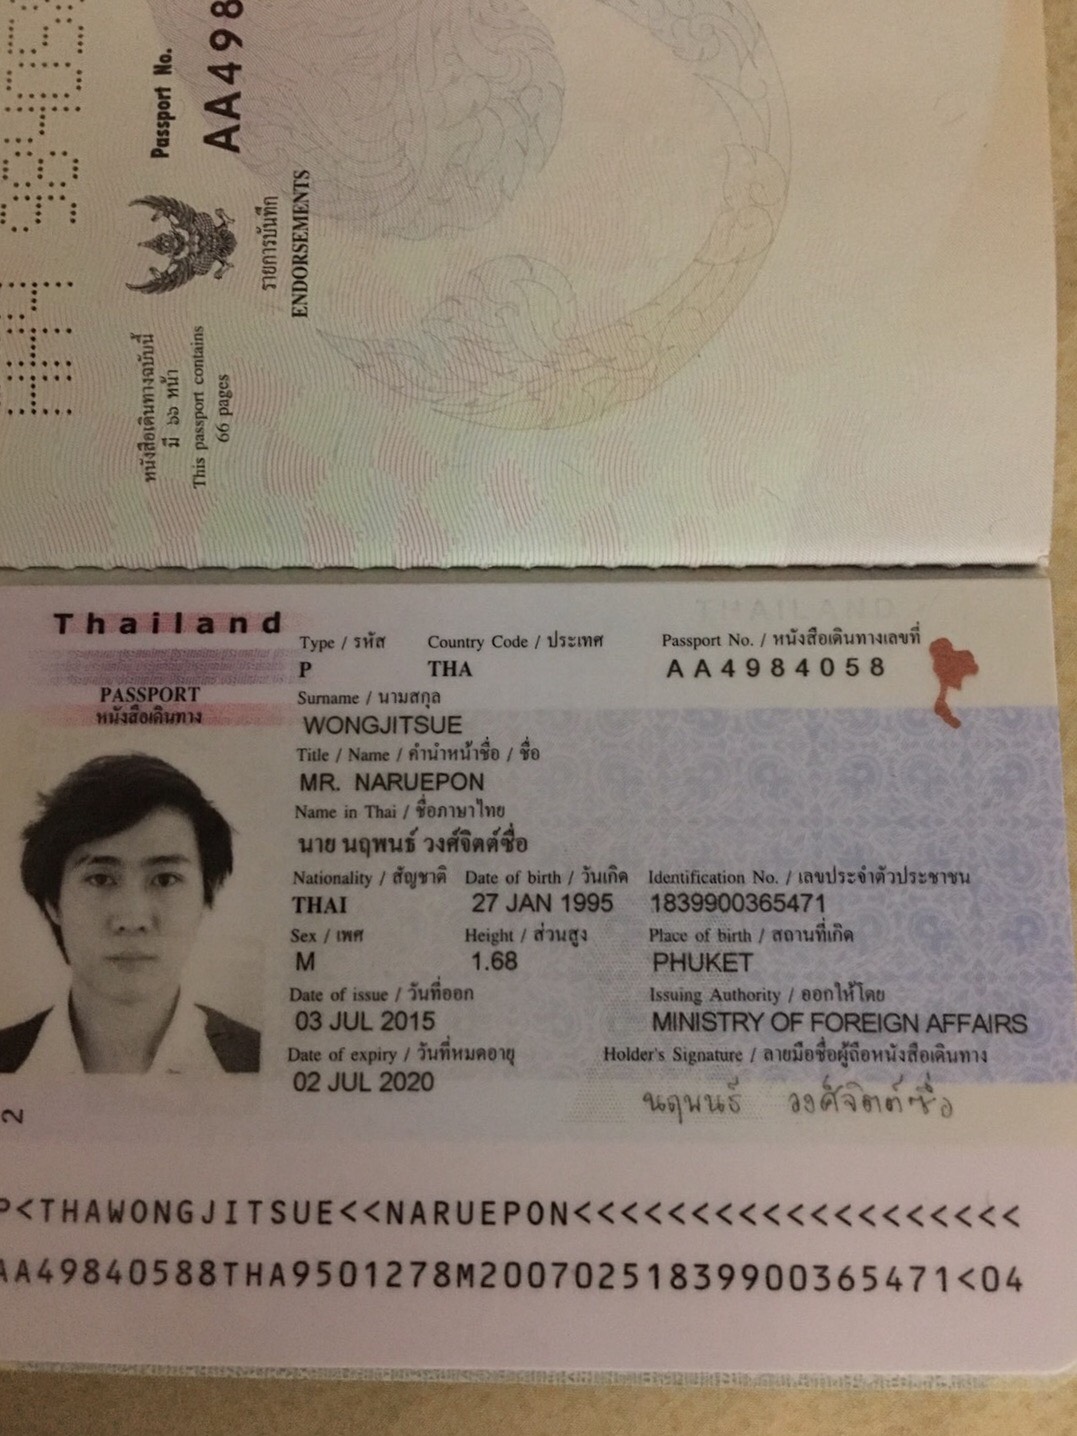 Passport No.
AA498
รายการบันทึก
ENDORSEMENTS
หนังสือเดินทางฉบับนี้
มี ๖๖ หน้า
This passport contains
66 pages
Thailand
PASSPORT
หนังสือเดินทาง
Type / รหัส Country Code / ประเทศ Passport No. / หนังสือเดินทางเลขที่
P THA AA4984058
Surname / นามสกุล
WONGJITSUE
Title / Name / คำนำหน้าชื่อ / ชื่อ
MR. NARUEPON
Name in Thai / ชื่อภาษาไทย
นาย นฤพนธ์ วงศ์จิตต์ซื่อ
Nationality / สัญชาติ Date of birth / วันเกิด Identification No. / เลขประจำตัวประชาชน
THAI 27 JAN 1995 1839900365471
Sex / เพศ Height / ส่วนสูง Place of birth / สถานที่เกิด
M 1.68 PHUKET
Date of issue / วันที่ออก Issuing Authority / ออกให้โดย
03 JUL 2015 MINISTRY OF FOREIGN AFFAIRS
Date of expiry / วันที่หมดอายุ Holder's Signature / ลายมือชื่อผู้ถือหนังสือเดินทาง
02 JUL 2020 นฤพนธ์ วงศ์จิตต์ซื่อ
2
P<THAWONGJITSUE<<NARUEPON<<<<<<<<<<<<<<<<<<<
AA49840588THA9501278M20070251839900365471<04